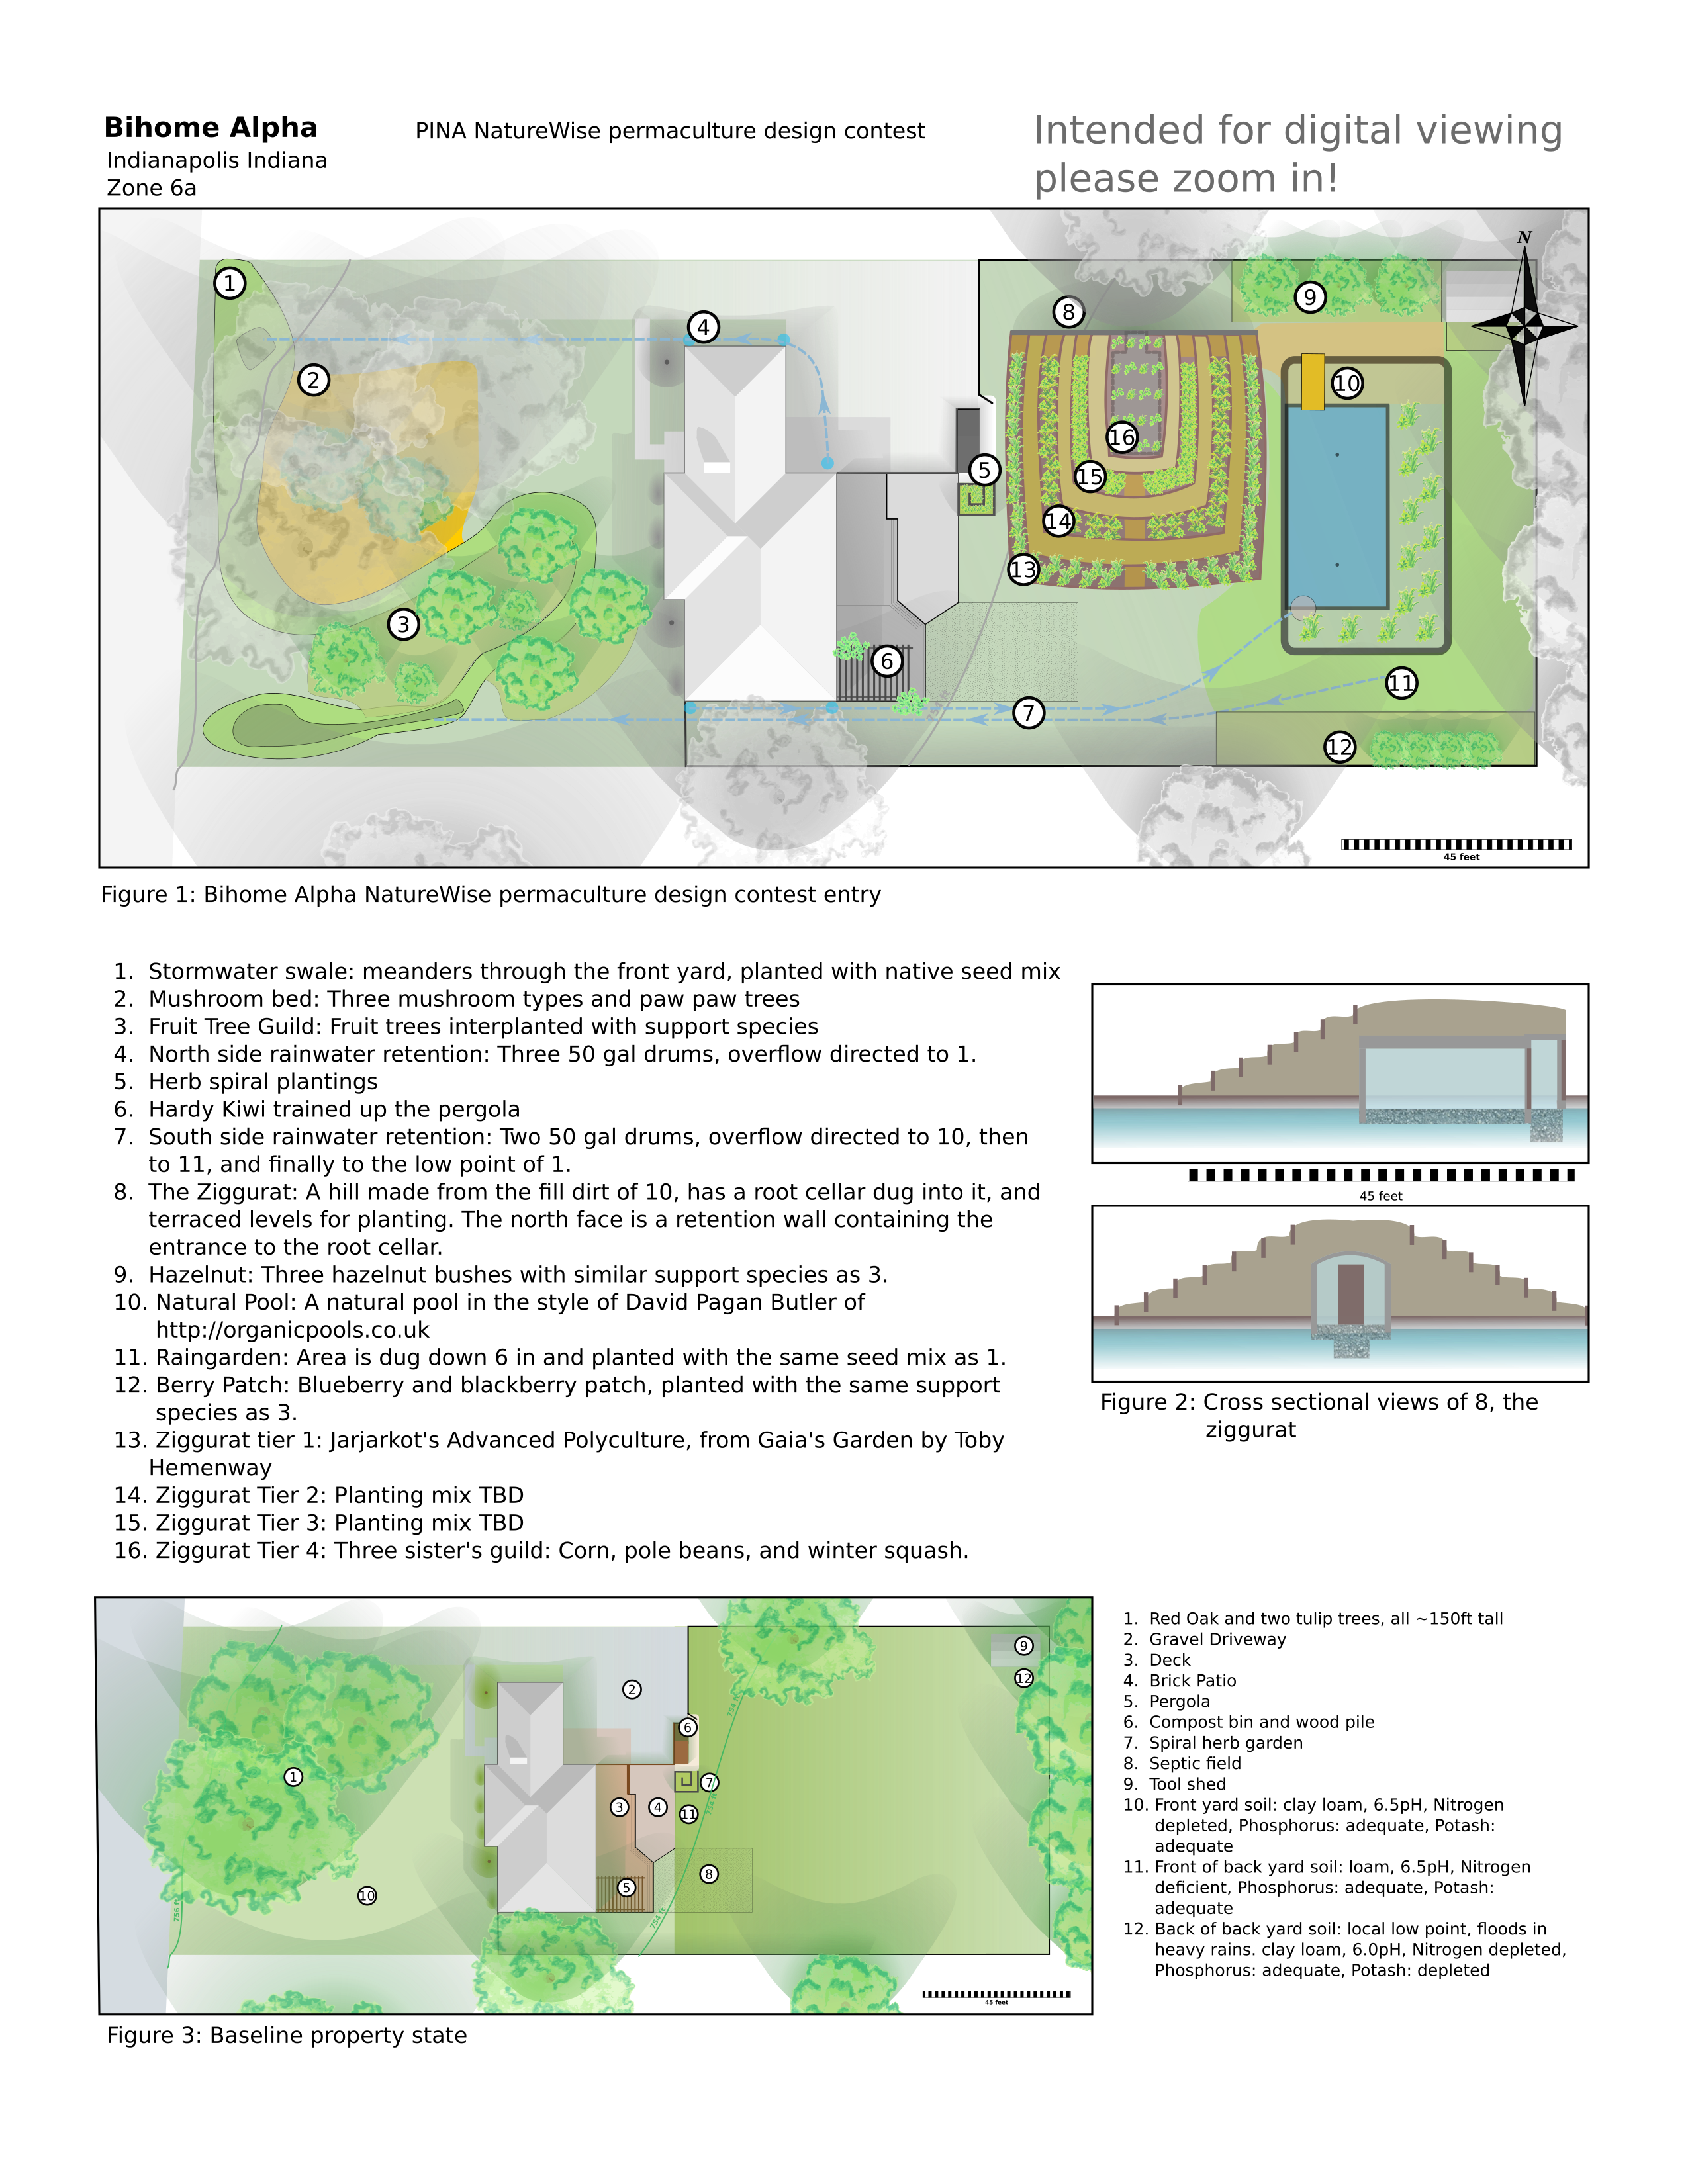 Bihome Alpha
Indianapolis Indiana
Zone 6a
PINA NatureWise permaculture design contest
Intended for digital viewing
please zoom in!
1
2
3
4
5
6
7
8
9
10
11
12
13
14
15
16
N
45 feet
Figure 1: Bihome Alpha NatureWise permaculture design contest entry
1. Stormwater swale: meanders through the front yard, planted with native seed mix
2. Mushroom bed: Three mushroom types and paw paw trees
3. Fruit Tree Guild: Fruit trees interplanted with support species
4. North side rainwater retention: Three 50 gal drums, overflow directed to 1.
5. Herb spiral plantings
6. Hardy Kiwi trained up the pergola
7. South side rainwater retention: Two 50 gal drums, overflow directed to 10, then
to 11, and finally to the low point of 1.
8. The Ziggurat: A hill made from the fill dirt of 10, has a root cellar dug into it, and
terraced levels for planting. The north face is a retention wall containing the
entrance to the root cellar.
9. Hazelnut: Three hazelnut bushes with similar support species as 3.
10. Natural Pool: A natural pool in the style of David Pagan Butler of
http://organicpools.co.uk
11. Raingarden: Area is dug down 6 in and planted with the same seed mix as 1.
12. Berry Patch: Blueberry and blackberry patch, planted with the same support
species as 3.
13. Ziggurat tier 1: Jarjarkot's Advanced Polyculture, from Gaia's Garden by Toby
Hemenway
14. Ziggurat Tier 2: Planting mix TBD
15. Ziggurat Tier 3: Planting mix TBD
16. Ziggurat Tier 4: Three sister's guild: Corn, pole beans, and winter squash.
45 feet
Figure 2: Cross sectional views of 8, the
ziggurat
1
2
3
4
5
6
7
8
9
10
11
12
756 ft
754 ft
754 ft
754 ft
45 feet
Figure 3: Baseline property state
1. Red Oak and two tulip trees, all ~150ft tall
2. Gravel Driveway
3. Deck
4. Brick Patio
5. Pergola
6. Compost bin and wood pile
7. Spiral herb garden
8. Septic field
9. Tool shed
10. Front yard soil: clay loam, 6.5pH, Nitrogen
depleted, Phosphorus: adequate, Potash:
adequate
11. Front of back yard soil: loam, 6.5pH, Nitrogen
deficient, Phosphorus: adequate, Potash:
adequate
12. Back of back yard soil: local low point, floods in
heavy rains. clay loam, 6.0pH, Nitrogen depleted,
Phosphorus: adequate, Potash: depleted